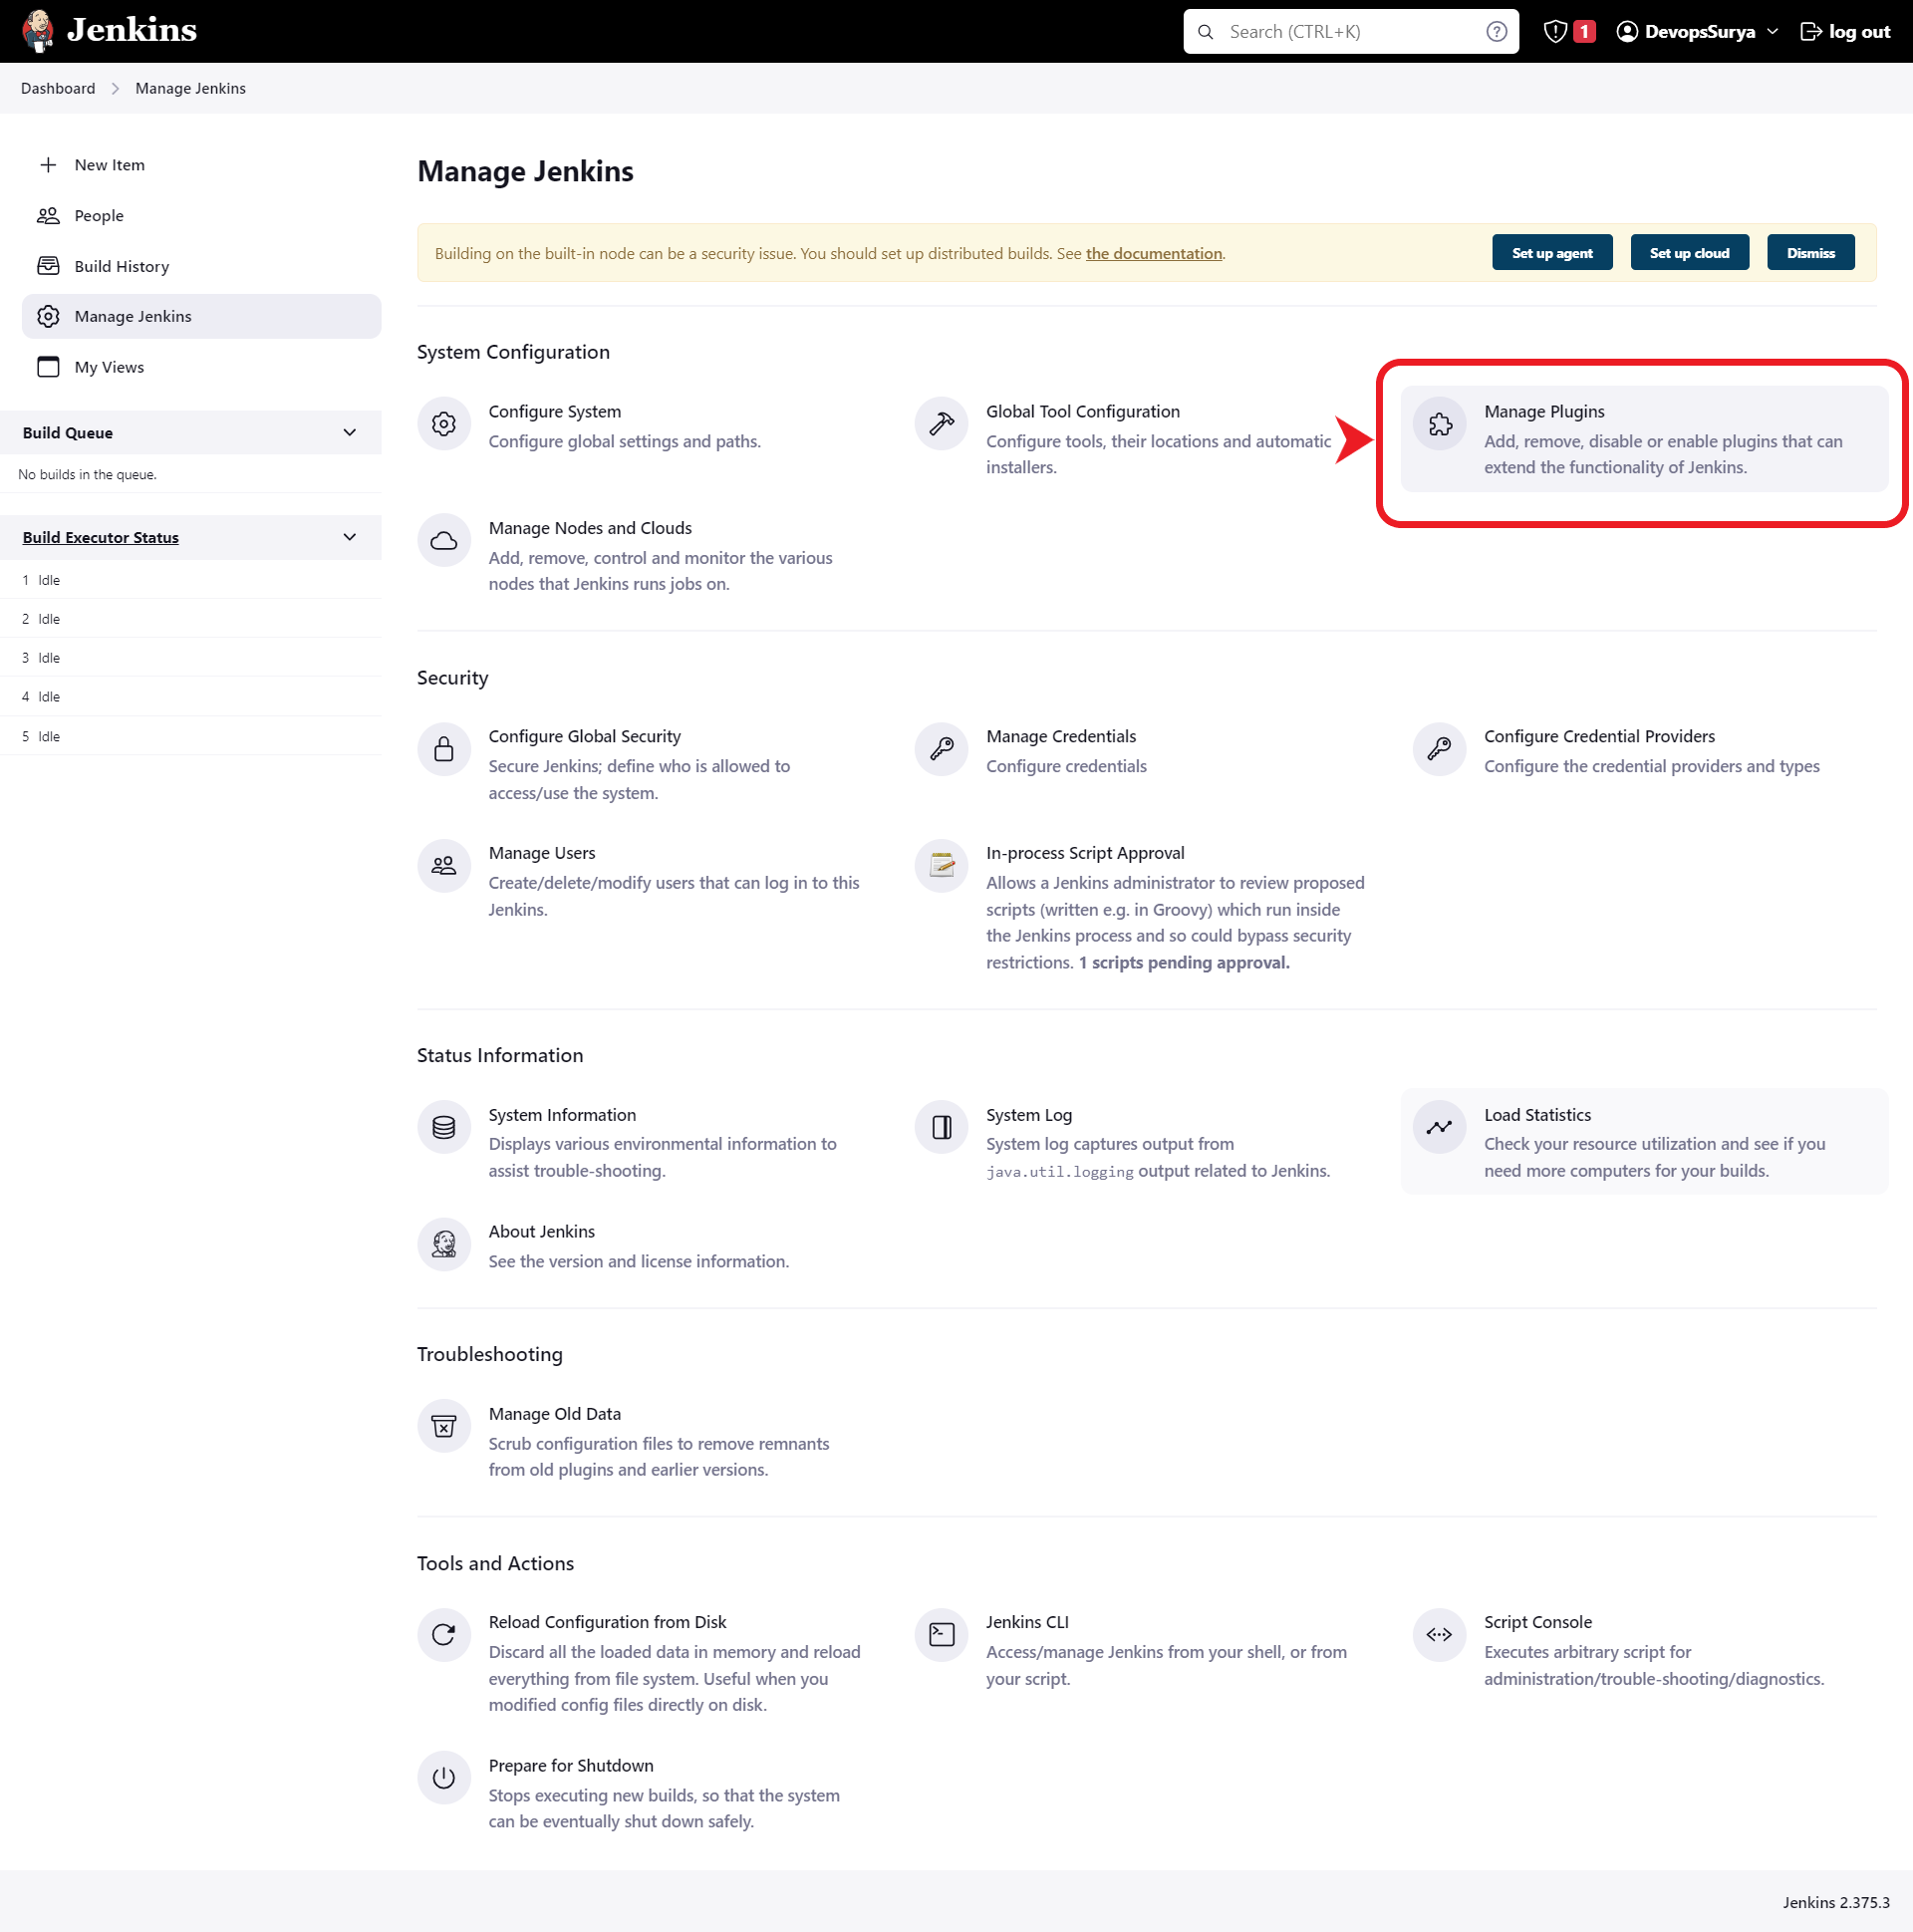 Jenkins
Search (CTRL+K)
1
DevopsSurya
log out
Dashboard
Manage Jenkins
New Item
People
Build History
Manage Jenkins
My Views
Build Queue
No builds in the queue.
Build Executor Status
1 Idle
2 Idle
3 Idle
4 Idle
5 Idle
Manage Jenkins
Building on the built-in node can be a security issue. You should set up distributed builds. See the documentation.
Set up agent
Set up cloud
Dismiss
System Configuration
Configure System
Configure global settings and paths.
Global Tool Configuration
Configure tools, their locations and automatic
installers.
Manage Plugins
Add, remove, disable or enable plugins that can
extend the functionality of Jenkins.
Manage Nodes and Clouds
Add, remove, control and monitor the various
nodes that Jenkins runs jobs on.
Security
Configure Global Security
Secure Jenkins; define who is allowed to
access/use the system.
Manage Credentials
Configure credentials
Configure Credential Providers
Configure the credential providers and types
Manage Users
Create/delete/modify users that can log in to this
Jenkins.
In-process Script Approval
Allows a Jenkins administrator to review proposed
scripts (written e.g. in Groovy) which run inside
the Jenkins process and so could bypass security
restrictions. 1 scripts pending approval.
Status Information
System Information
Displays various environmental information to
assist trouble-shooting.
System Log
System log captures output from
java.util.logging output related to Jenkins.
Load Statistics
Check your resource utilization and see if you
need more computers for your builds.
About Jenkins
See the version and license information.
Troubleshooting
Manage Old Data
Scrub configuration files to remove remnants
from old plugins and earlier versions.
Tools and Actions
Reload Configuration from Disk
Discard all the loaded data in memory and reload
everything from file system. Useful when you
modified config files directly on disk.
Jenkins CLI
Access/manage Jenkins from your shell, or from
your script.
Script Console
Executes arbitrary script for
administration/trouble-shooting/diagnostics.
Prepare for Shutdown
Stops executing new builds, so that the system
can be eventually shut down safely.
Jenkins 2.375.3